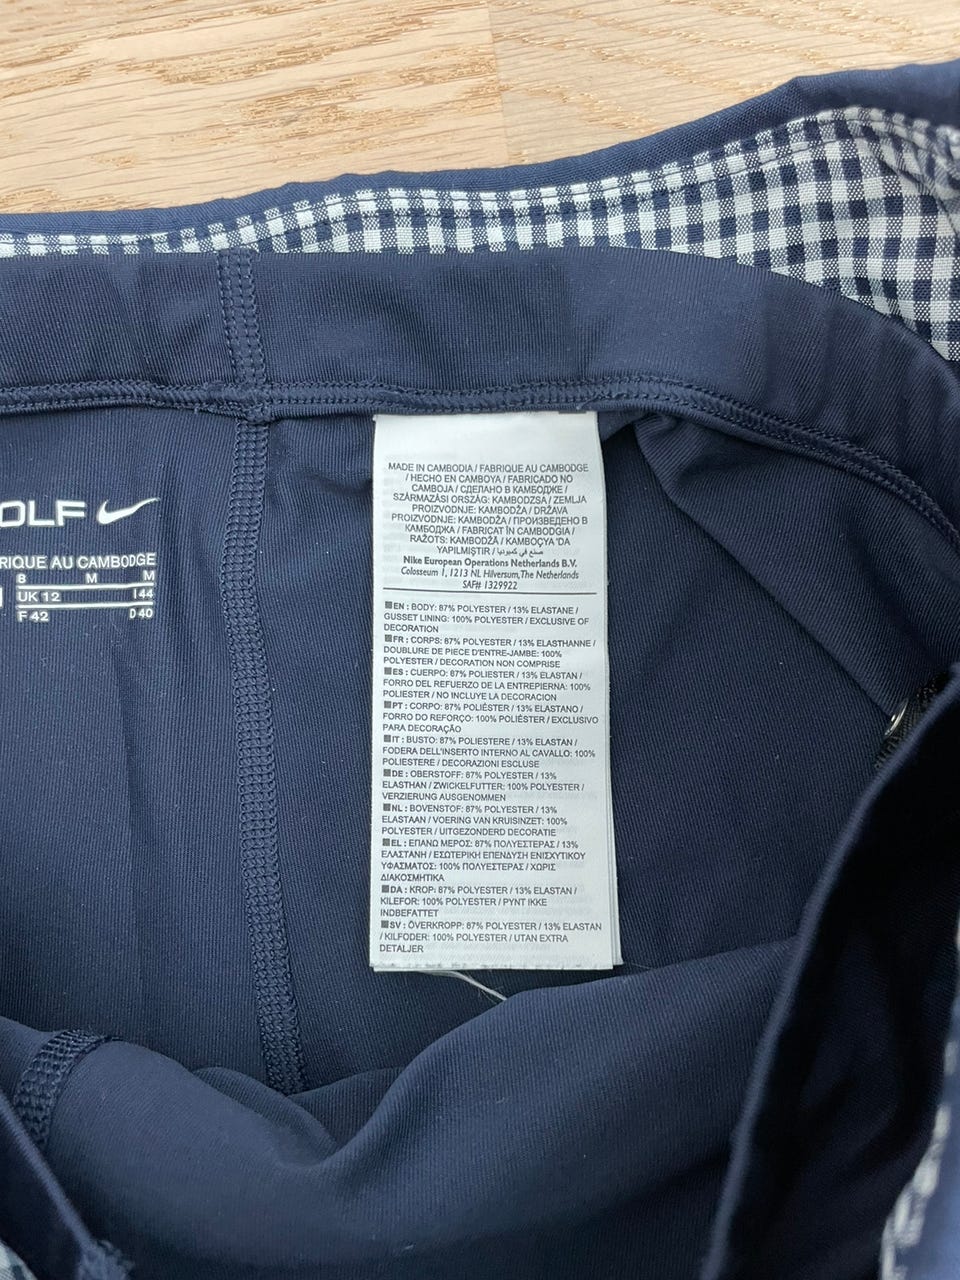 OLF
RIQUE AU CAMBODGE
8 M M
UK 12 I 44
F 42 D 40
MADE IN CAMBODIA / FABRIQUE AU CAMBODGE
/ HECHO EN CAMBOYA / FABRICADO NO
CAMBOJA / СДЕЛАНО В КАМБОДЖЕ /
SZÁRMAZÁSI ORSZÁG: KAMBODZSA / ZEMLJA
PROIZVODNJE: KAMBODŽA / DRŽAVA
PROIZVODNJE: KAMBODŽA / ПРОИЗВЕДЕНО В
КАМБОДЖА / FABRICAT ÎN CAMBODGIA /
RAŽOTS: KAMBODŽĀ / KAMBOÇYA 'DA
YAPILMIŞTIR / صنع في كمبوديا
Nike European Operations Netherlands B.V.
Colosseum 1, 1213 NL Hilversum, The Netherlands
SAF# 1329922
EN : BODY: 87% POLYESTER / 13% ELASTANE /
GUSSET LINING: 100% POLYESTER / EXCLUSIVE OF
DECORATION
FR : CORPS: 87% POLYESTER / 13% ELASTHANNE /
DOUBLURE DE PIECE D'ENTRE-JAMBE: 100%
POLYESTER / DECORATION NON COMPRISE
ES : CUERPO: 87% POLIESTER / 13% ELASTAN /
FORRO DEL REFUERZO DE LA ENTREPIERNA: 100%
POLIESTER / NO INCLUYE LA DECORACION
PT : CORPO: 87% POLIÉSTER / 13% ELASTANO /
FORRO DO REFORÇO: 100% POLIÉSTER / EXCLUSIVO
PARA DECORAÇÃO
IT : BUSTO: 87% POLIESTERE / 13% ELASTAN /
FODERA DELL'INSERTO INTERNO AL CAVALLO: 100%
POLIESTERE / DECORAZIONI ESCLUSE
DE : OBERSTOFF: 87% POLYESTER / 13%
ELASTHAN / ZWICKELFUTTER: 100% POLYESTER /
VERZIERUNG AUSGENOMMEN
NL : BOVENSTOF: 87% POLYESTER / 13%
ELASTAAN / VOERING VAN KRUISINZET: 100%
POLYESTER / UITGEZONDERD DECORATIE
EL : ΕΠΑΝΩ ΜΕΡΟΣ: 87% ΠΟΛΥΕΣΤΕΡΑΣ / 13%
ΕΛΑΣΤΑΝΗ / ΕΣΩΤΕΡΙΚΗ ΕΠΕΝΔΥΣΗ ΕΝΙΣΧΥΤΙΚΟΥ
ΥΦΑΣΜΑΤΟΣ: 100% ΠΟΛΥΕΣΤΕΡΑΣ / ΧΩΡΙΣ
ΔΙΑΚΟΣΜΗΤΙΚΑ
DA : KROP: 87% POLYESTER / 13% ELASTAN /
KILEFOR: 100% POLYESTER / PYNT IKKE
INDBEFATTET
SV : ÖVERKROPP: 87% POLYESTER / 13% ELASTAN
/ KILFODER: 100% POLYESTER / UTAN EXTRA
DETALJER